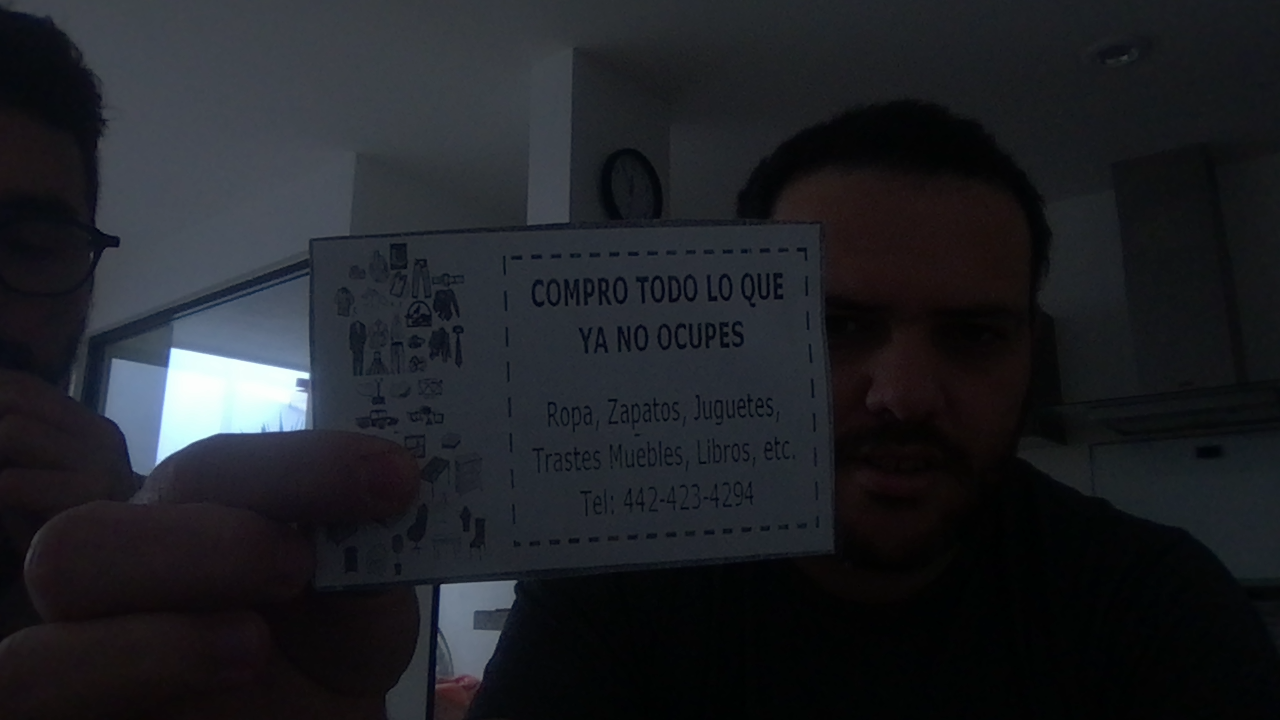 COMPRO TODO LO QUE
YA NO OCUPES
Ropa, Zapatos, Juguetes,
Trastes Muebles, Libros, etc.
Tel: 442-423-4294